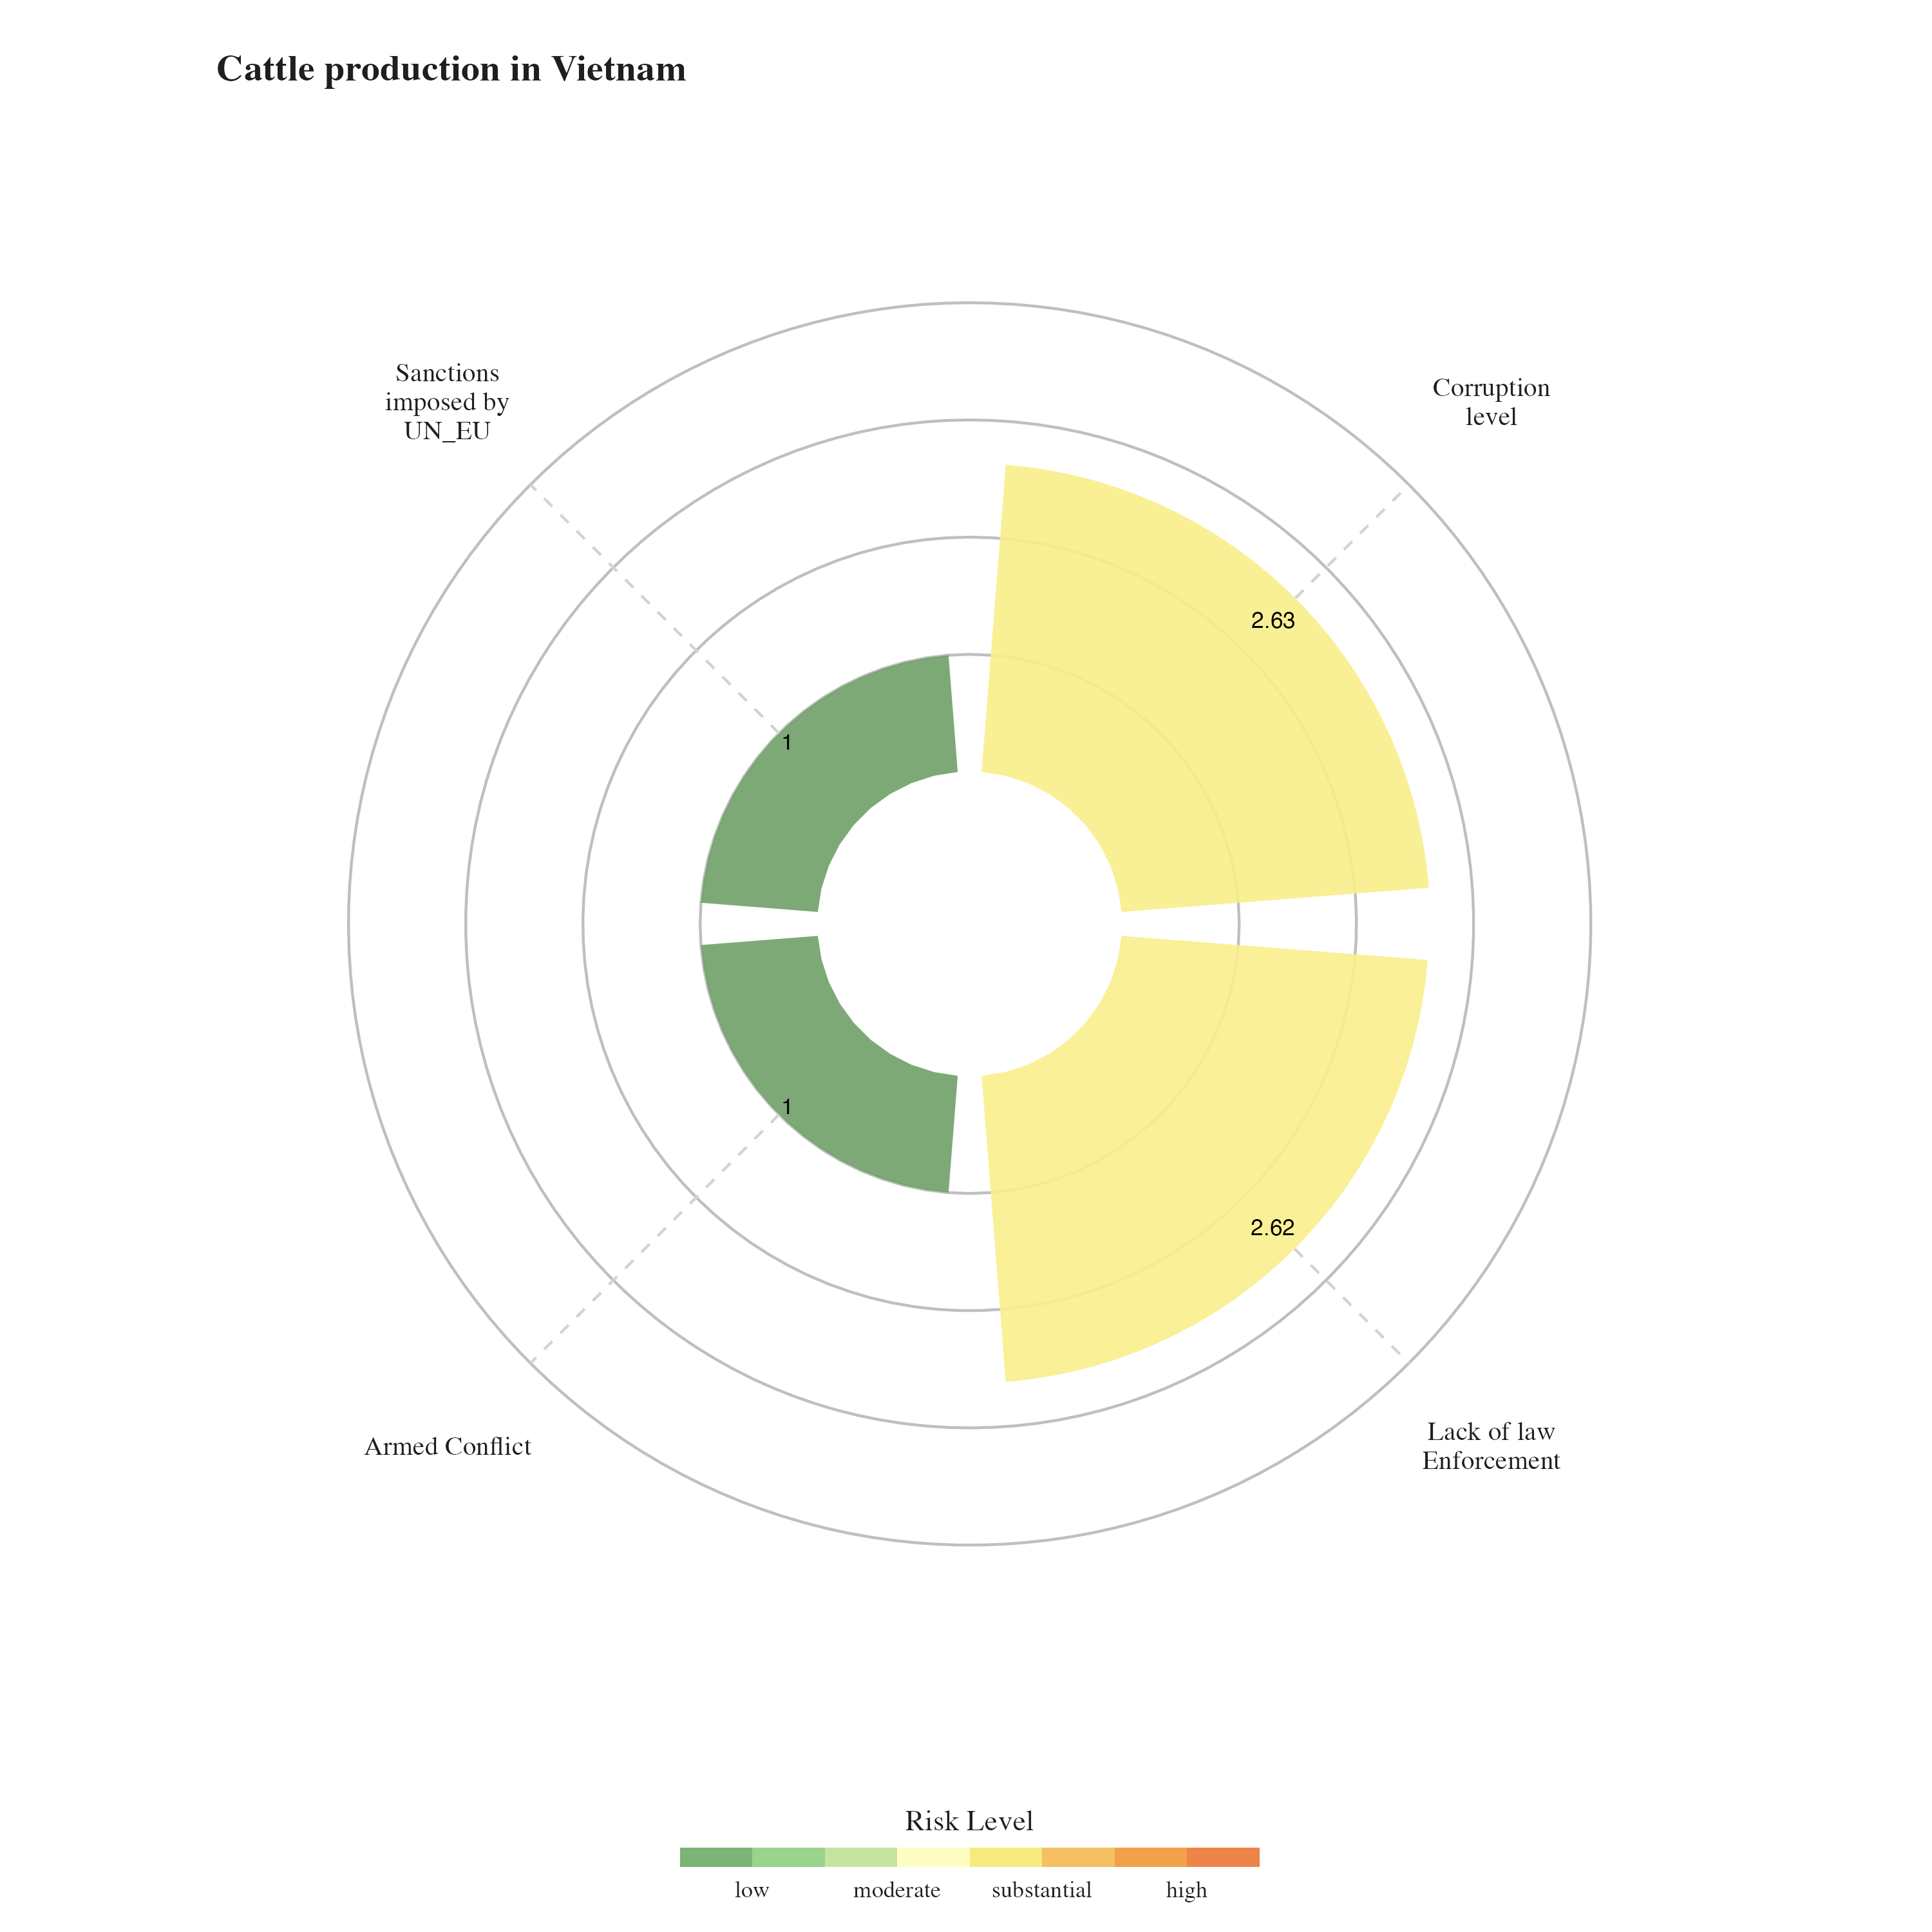 Cattle production in Vietnam
Sanctions
imposed by
UN_EU
Corruption
level
2.63
1
1
2.62
Armed Conflict
Lack of law
Enforcement
Risk Level
low moderate substantial high